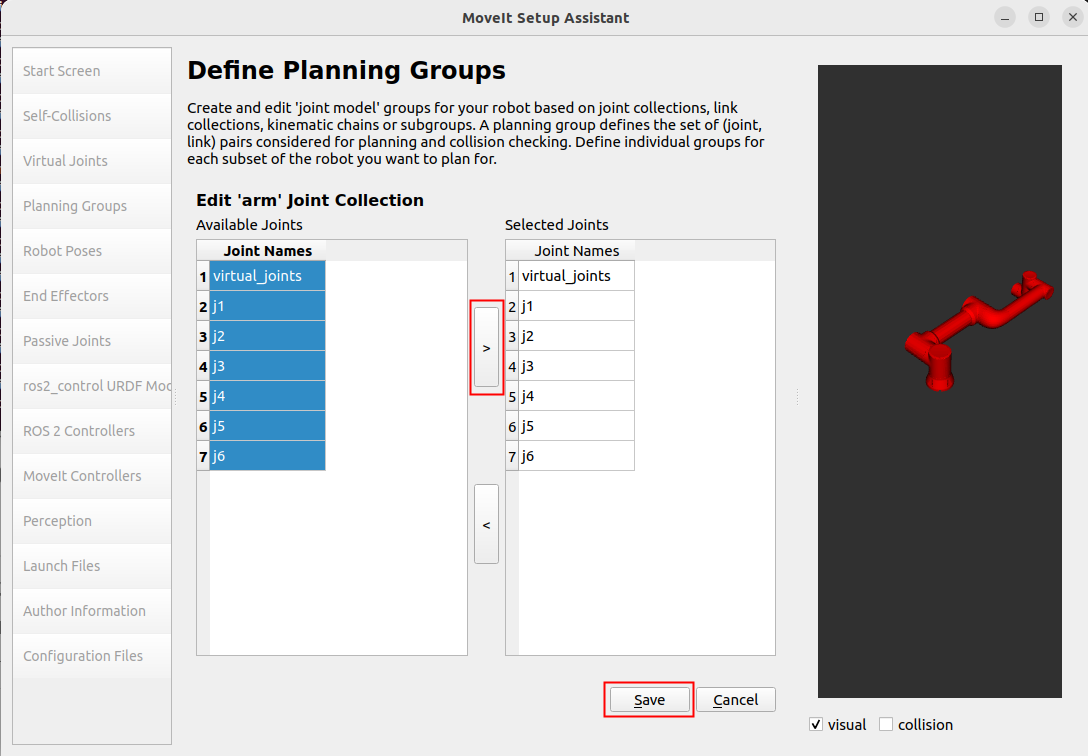 MoveIt Setup Assistant
Start Screen
Self-Collisions
Virtual Joints
Planning Groups
Robot Poses
End Effectors
Passive Joints
ros2_control URDF Moc
ROS 2 Controllers
MoveIt Controllers
Perception
Launch Files
Author Information
Configuration Files
Define Planning Groups
Create and edit 'joint model' groups for your robot based on joint collections, link
collections, kinematic chains or subgroups. A planning group defines the set of (joint,
link) pairs considered for planning and collision checking. Define individual groups for
each subset of the robot you want to plan for.
Edit 'arm' Joint Collection
Available Joints
Joint Names
1 virtual_joints
2 j1
3 j2
4 j3
5 j4
6 j5
7 j6
>
<
Selected Joints
Joint Names
1 virtual_joints
2 j1
3 j2
4 j3
5 j4
6 j5
7 j6
Save
Cancel
visual
collision